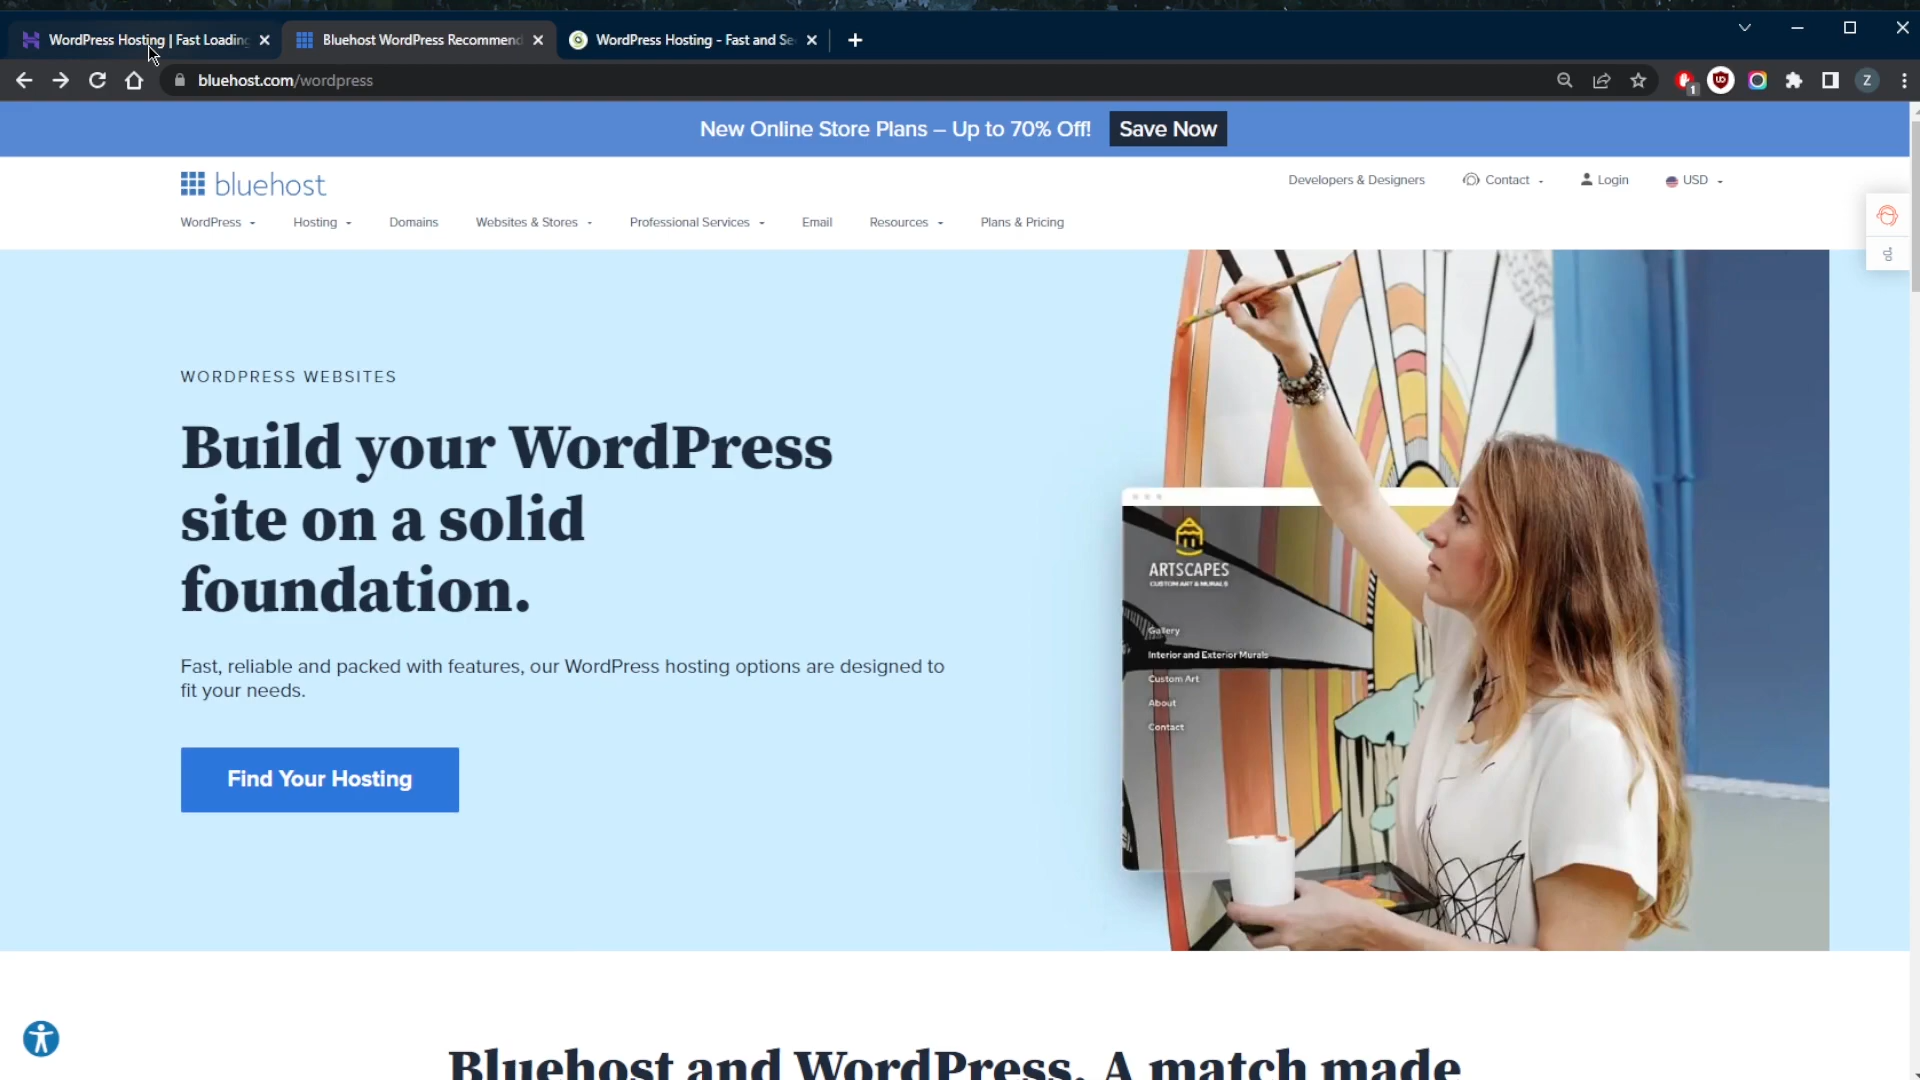 WordPress Hosting | Fast Loading
Bluehost WordPress Recommend
WordPress Hosting - Fast and Se
bluehost.com/wordpress
1
Z
New Online Store Plans – Up to 70% Off!
Save Now
bluehost
Developers & Designers
Contact
Login
USD
WordPress
Hosting
Domains
Websites & Stores
Professional Services
Email
Resources
Plans & Pricing
WORDPRESS WEBSITES
Build your WordPress
site on a solid
foundation.
Fast, reliable and packed with features, our WordPress hosting options are designed to
fit your needs.
Find Your Hosting
ARTSCAPES
CUSTOM ART & MURALS
Gallery
Interior and Exterior Murals
Custom Art
About
Contact
Bluehost and WordPress. A match made